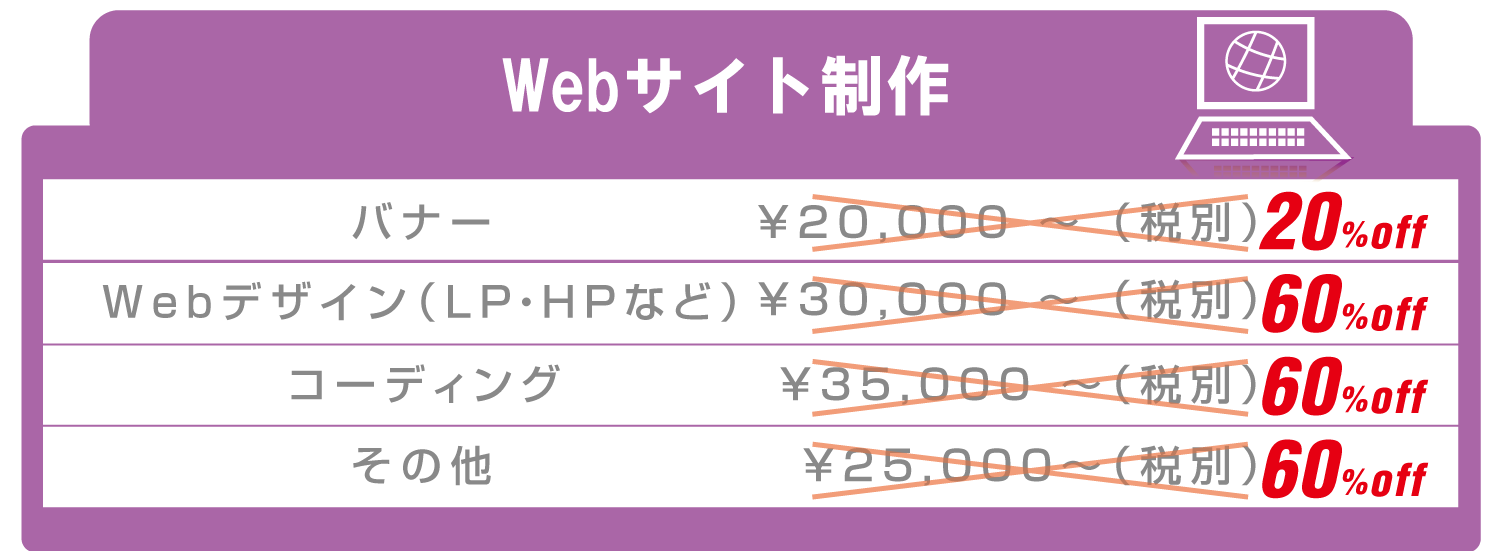 Webサイト制作
バナー ¥20,000 ～ (税別) 20%off
Webデザイン(LP・HPなど) ¥30,000 ～ (税別) 60%off
コーディング ¥35,000 ～(税別) 60%off
その他 ¥25,000～(税別) 60%off